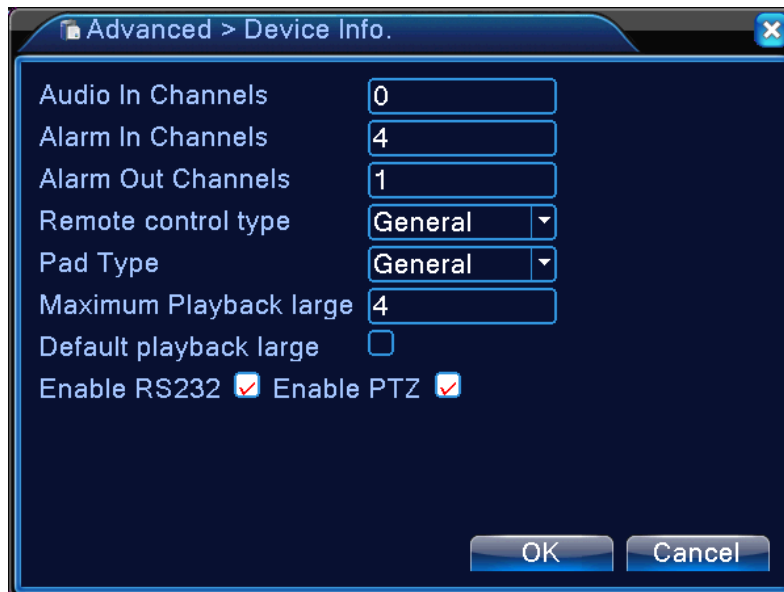 Advanced > Device Info.
Audio In Channels 0
Alarm In Channels 4
Alarm Out Channels 1
Remote control type General
Pad Type General
Maximum Playback large 4
Default playback large
Enable RS232 Enable PTZ
OK Cancel